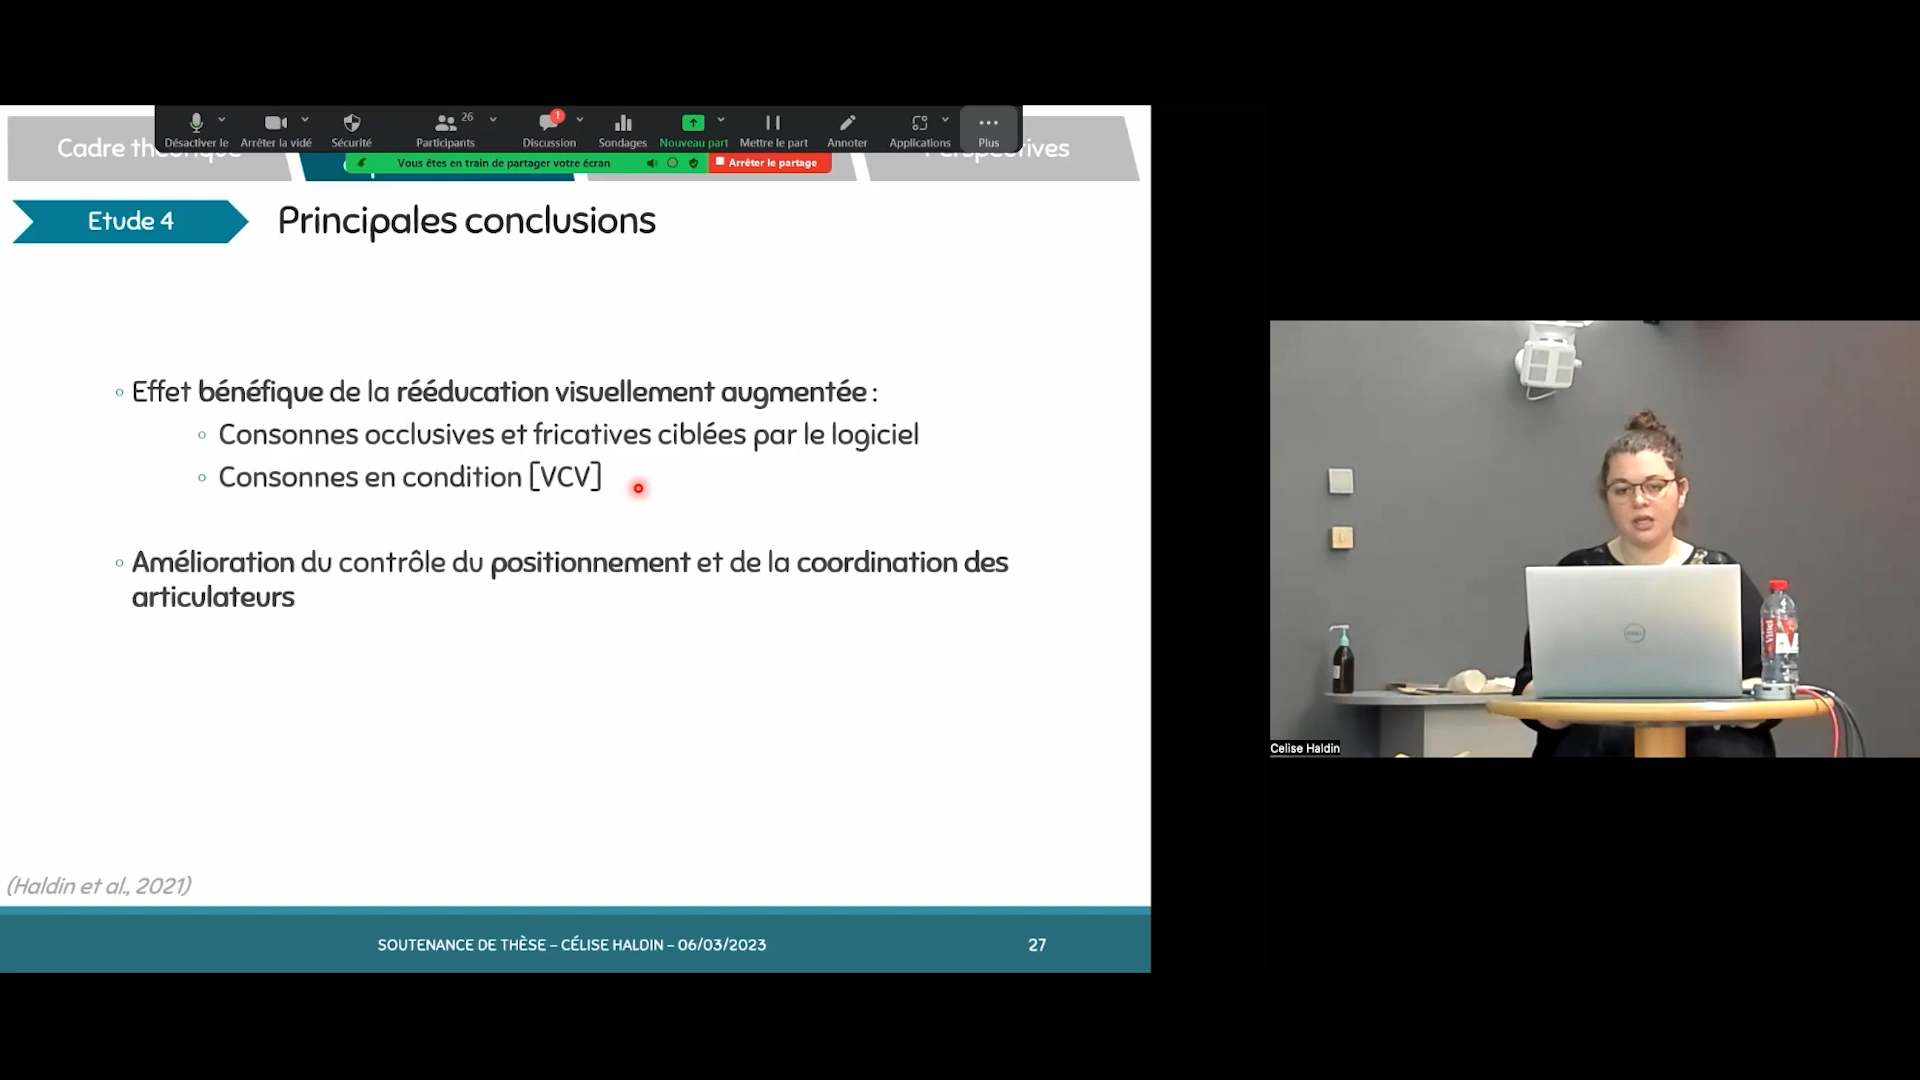 26
1
Désactiver le
Arrêter la vidé
Sécurité
Participants
Discussion
Sondages
Nouveau part
Mettre le part
Annoter
Applications
Plus
Vous êtes en train de partager votre écran
Arrêter le partage
Etude 4
Principales conclusions
Effet bénéfique de la rééducation visuellement augmentée :
Consonnes occlusives et fricatives ciblées par le logiciel
Consonnes en condition [VCV]
Amélioration du contrôle du positionnement et de la coordination des
articulateurs
(Haldin et al., 2021)
SOUTENANCE DE THÈSE – CÉLISE HALDIN – 06/03/2023
27
DELL
Celise Haldin